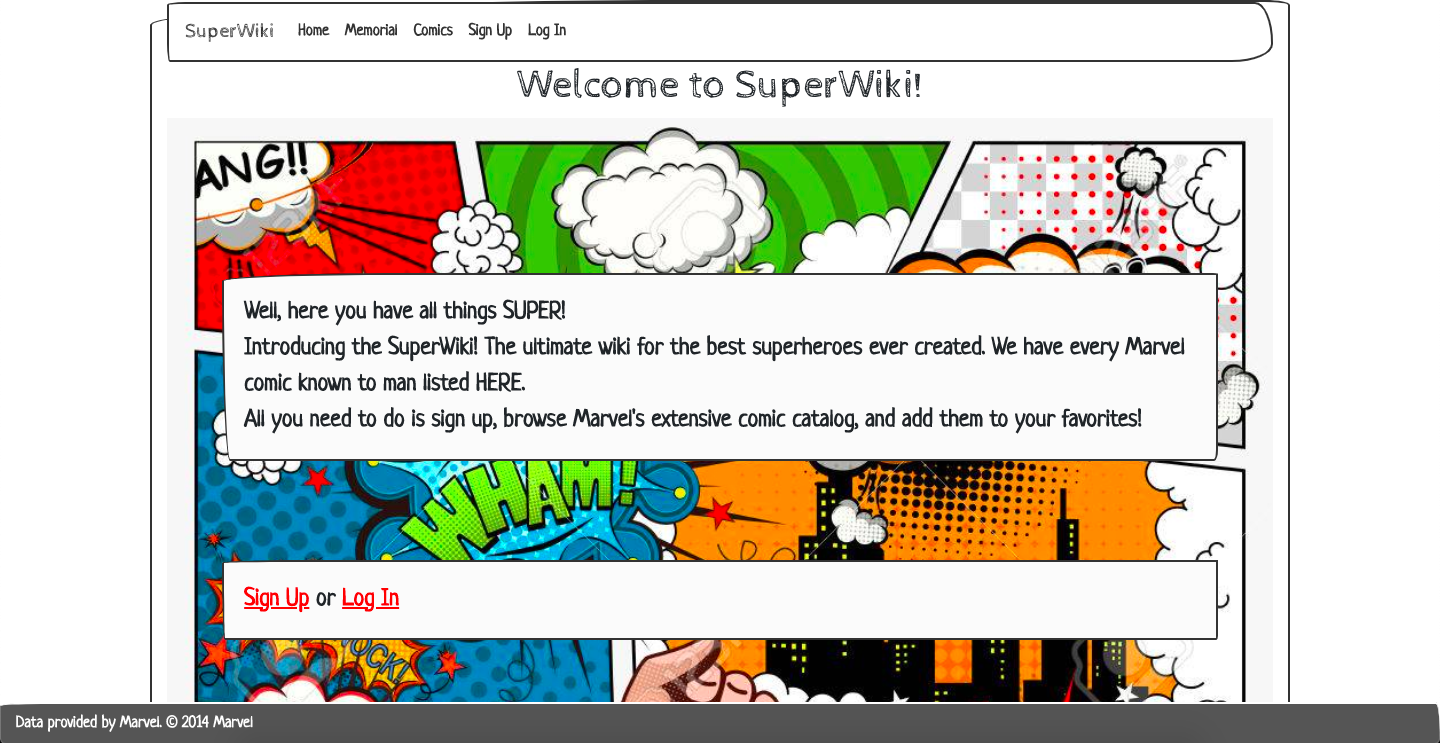 SuperWiki Home Memorial Comics Sign Up Log In
Welcome to SuperWiki!
ANG!!
Well, here you have all things SUPER!
Introducing the SuperWiki! The ultimate wiki for the best superheroes ever created. We have every Marvel
comic known to man listed HERE.
All you need to do is sign up, browse Marvel's extensive comic catalog, and add them to your favorites!
WHAM!
Sign Up or Log In
OCK!
Data provided by Marvel. © 2014 Marvel